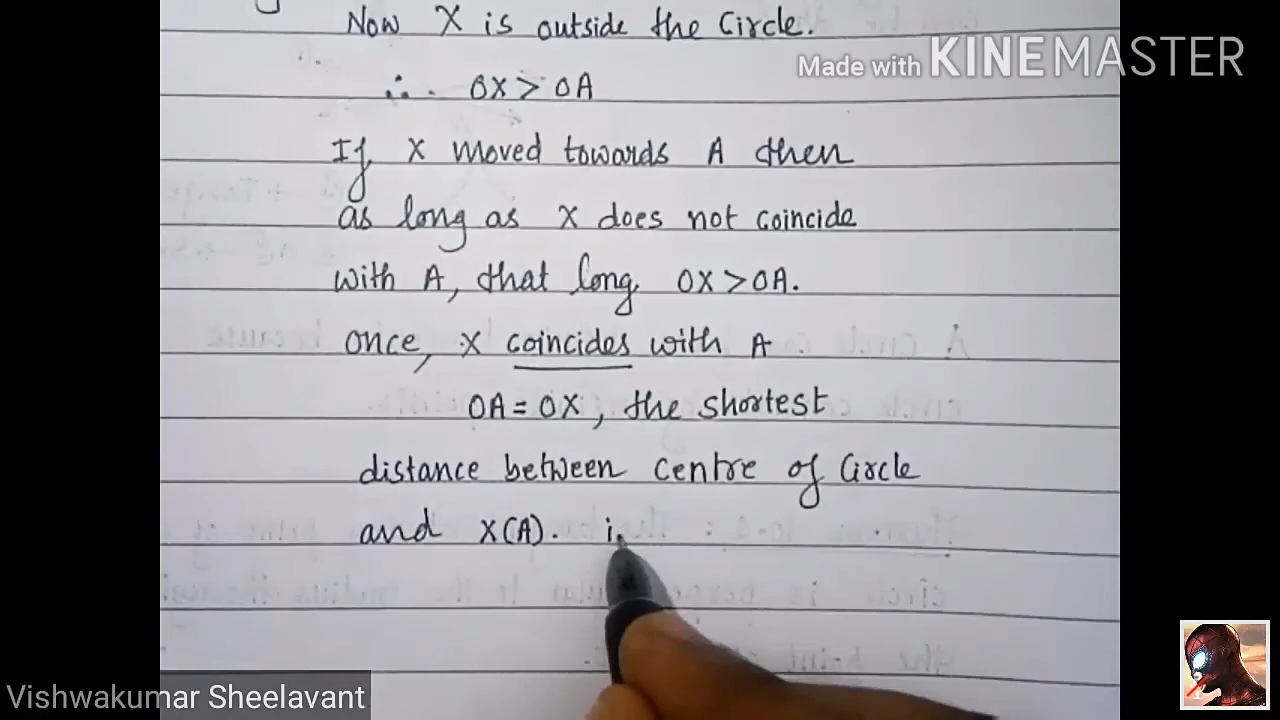 Now X is outside the Circle.
Made with KINEMASTER
∴ OX > OA
If X moved towards A then
as long as X does not coincide
with A, that long, OX > OA.
once, X coincides with A
OA = OX, the shortest
distance between centre of Circle
and X(A). i.
Vishwakumar Sheelavant